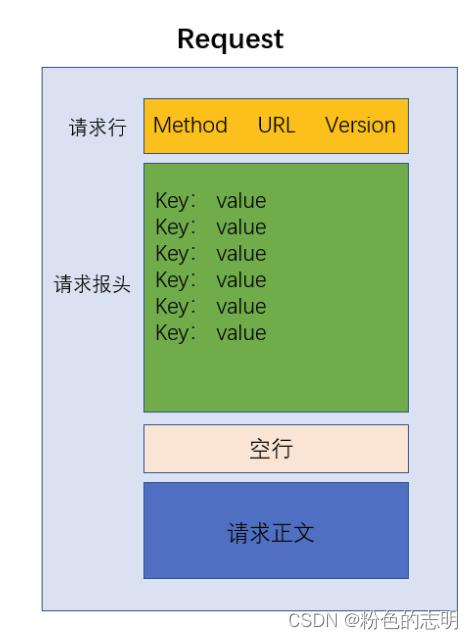 Request
请求行
Method URL Version
请求报头
Key： value
Key： value
Key： value
Key： value
Key： value
Key： value
空行
请求正文
CSDN @粉色的志明